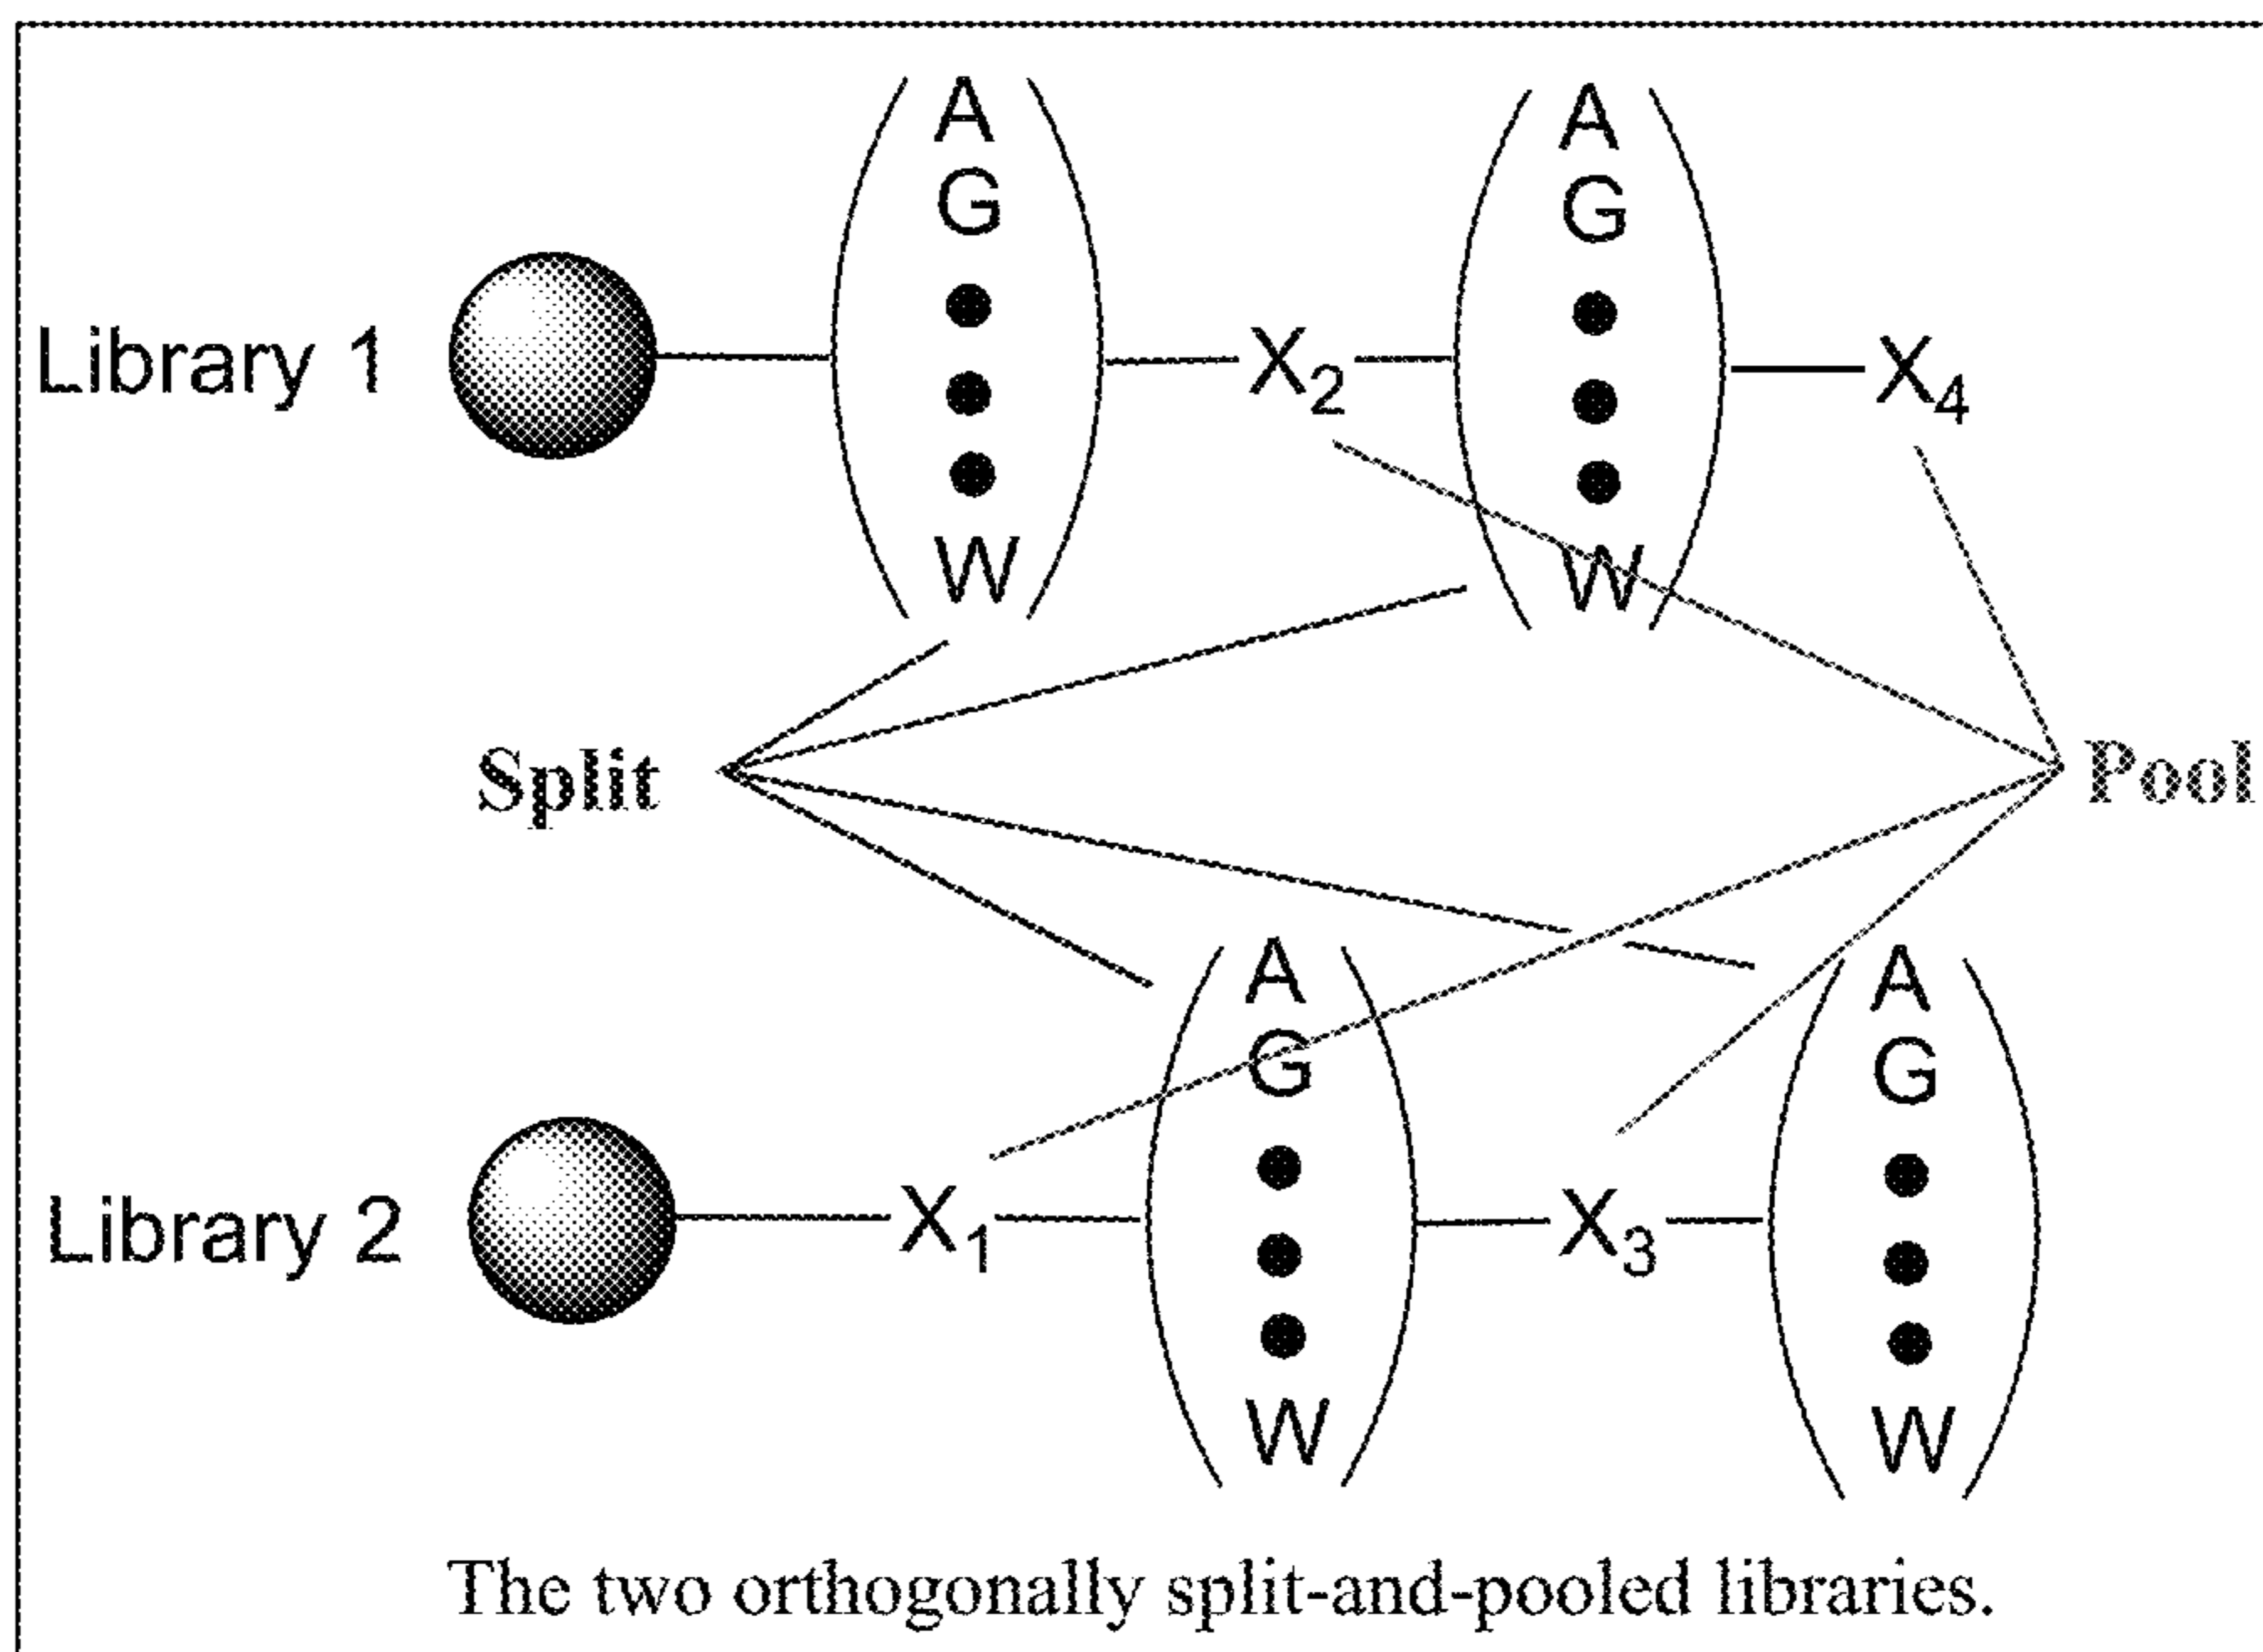 A A
G G
Library 1 X₂ X₄
W W
Split Pool
A A
G G
Library 2 X₁ X₃
W W
The two orthogonally split-and-pooled libraries.